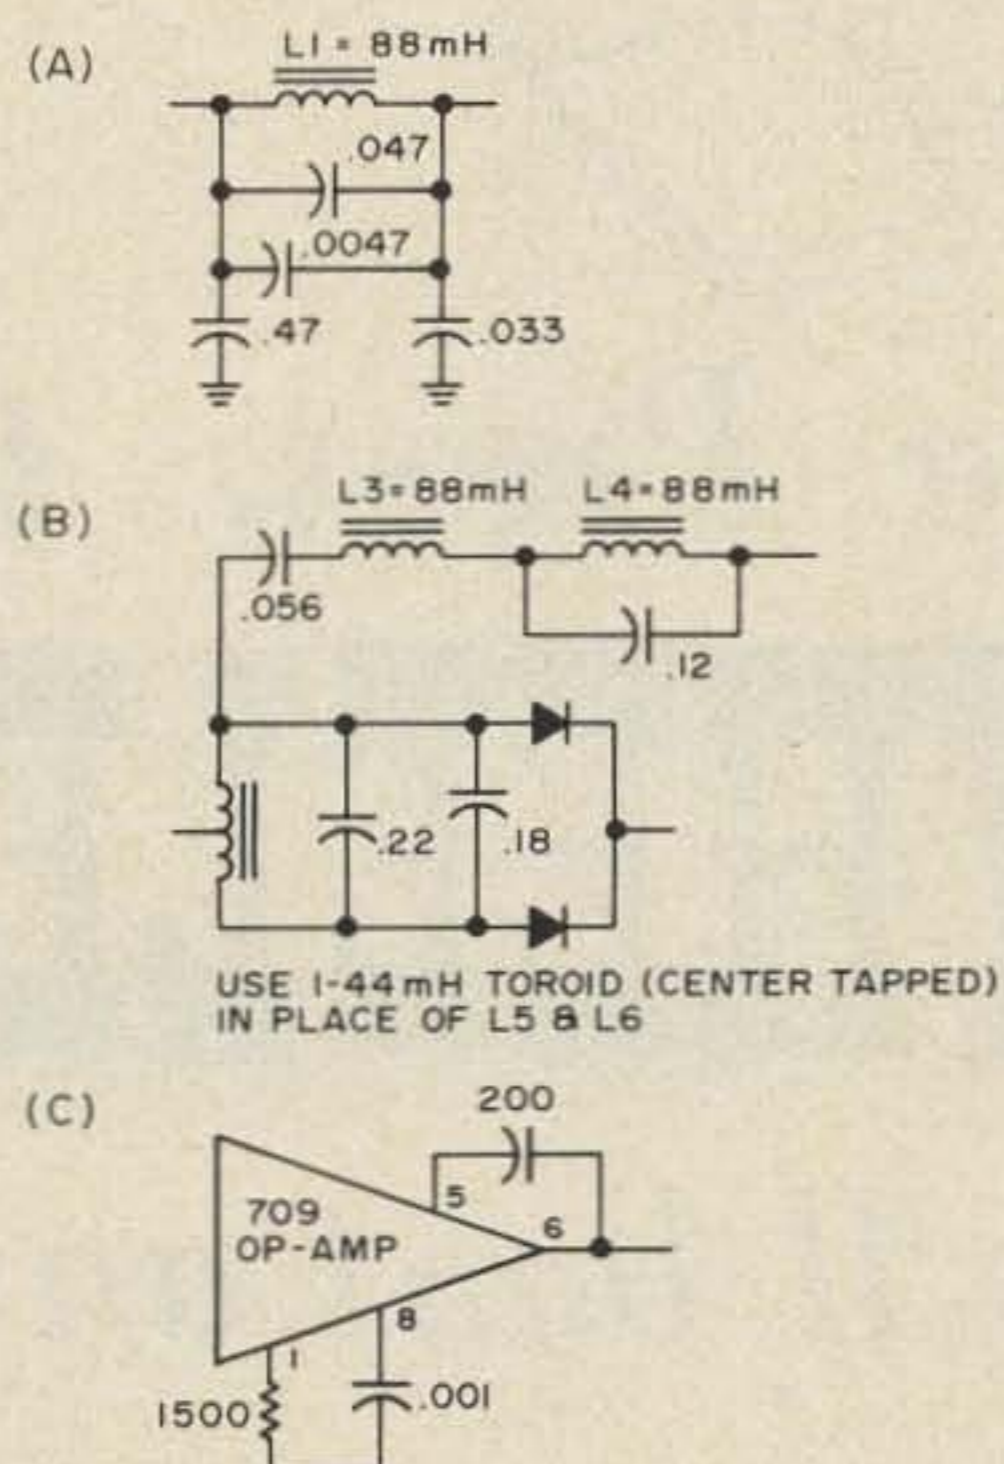 (A)
L1 = 88mH
.047
.0047
.47
.033
(B)
L3=88mH
L4=88mH
.056
.12
.22
.18
USE 1-44mH TOROID (CENTER TAPPED)
IN PLACE OF L5 & L6
(C)
200
709
OP-AMP
5
6
8
1
1500
.001